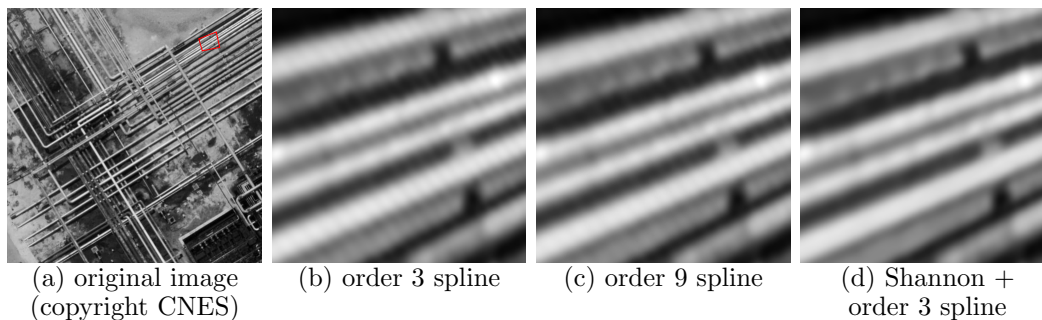 (a) original image
(copyright CNES)
(b) order 3 spline
(c) order 9 spline
(d) Shannon +
order 3 spline